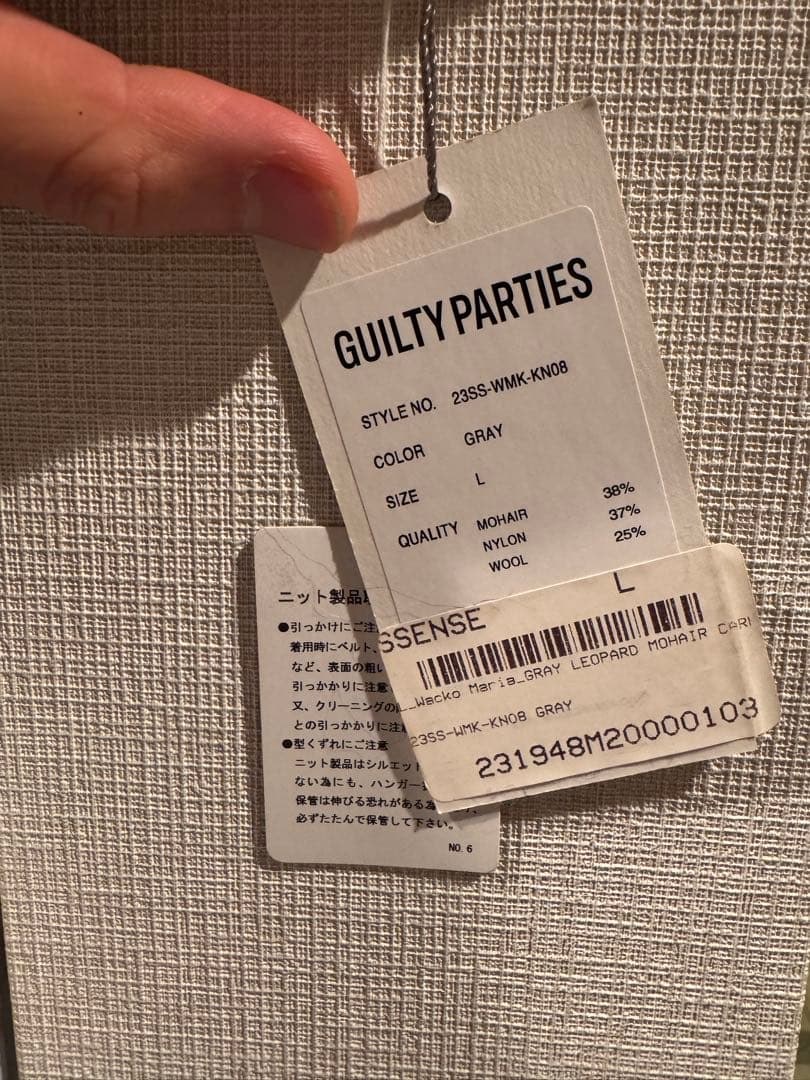 GUILTY PARTIES
STYLE NO. 23SS-WMK-KN08
COLOR GRAY
SIZE L
QUALITY MOHAIR 38%
NYLON 37%
WOOL 25%
L
SSENSE
Wacko Maria_GRAY LEOPARD MOHAIR CARI
23SS-WMK-KN08 GRAY
231948M20000103
ニット製品
●引っかけにご注
着用時にベルト、
など、表面の粗い
引っかかりに注意
又、クリーニングの
との引っかかりに注
●型くずれにご注意
ニット製品はシルエット
ない為にも、ハンガー
保管は伸びる恐れがある為
必ずたたんで保管して下さい。
NO. 6